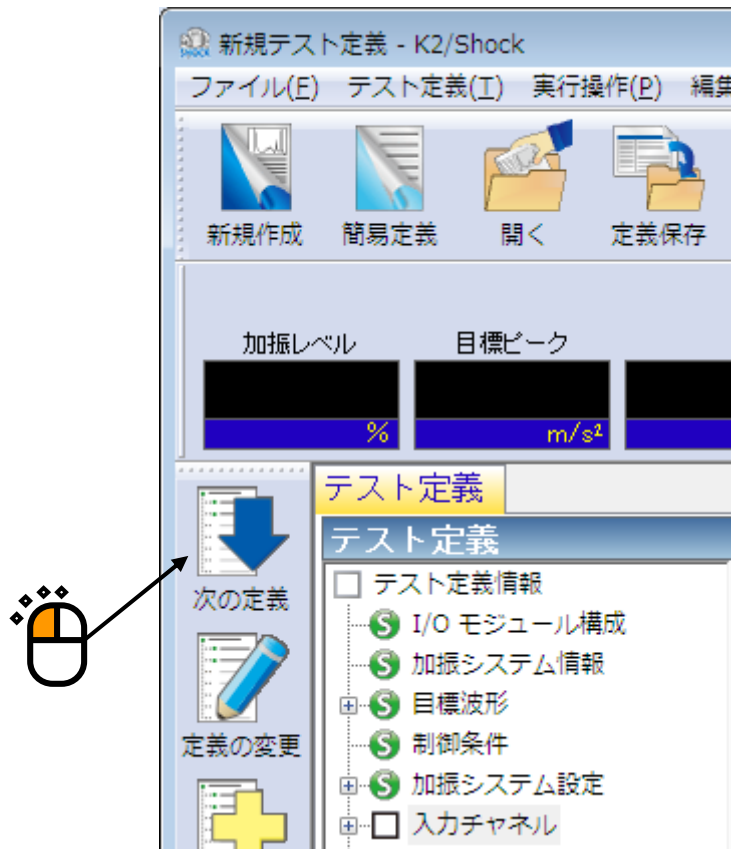 新規テスト定義 - K2/Shock
ファイル(F) テスト定義(T) 実行操作(P) 編集
新規作成 簡易定義 開く 定義保存
加振レベル 目標ピーク
% m/s²
テスト定義
テスト定義
次の定義
テスト定義情報
I/O モジュール構成
加振システム情報
目標波形
定義の変更
制御条件
加振システム設定
入力チャネル